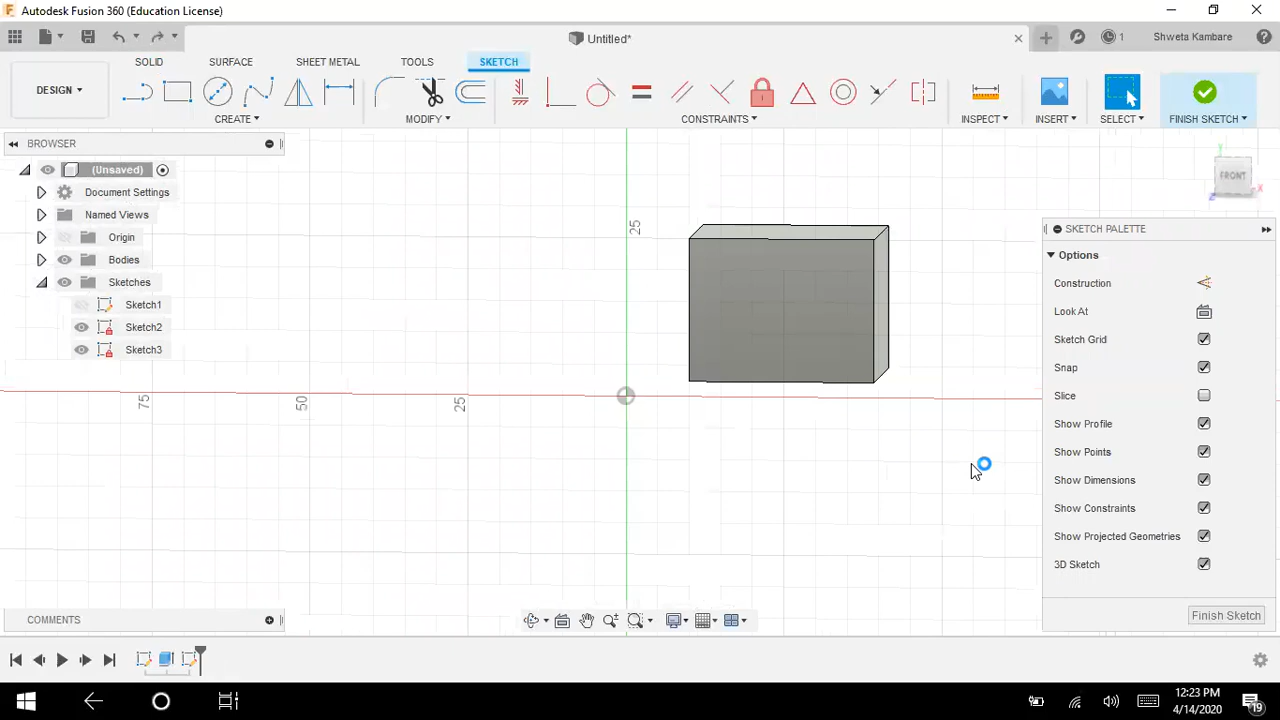 Autodesk Fusion 360 (Education License)
Untitled*
1
Shweta Kambare
SOLID SURFACE SHEET METAL TOOLS SKETCH
DESIGN
CREATE MODIFY CONSTRAINTS INSPECT INSERT SELECT FINISH SKETCH
BROWSER
(Unsaved)
Document Settings
Named Views
Origin
Bodies
Sketches
Sketch1
Sketch2
Sketch3
25
75
50
25
Y
FRONT
X
Z
SKETCH PALETTE
Options
Construction
Look At
Sketch Grid
Snap
Slice
Show Profile
Show Points
Show Dimensions
Show Constraints
Show Projected Geometries
3D Sketch
Finish Sketch
COMMENTS
12:23 PM
4/14/2020
19